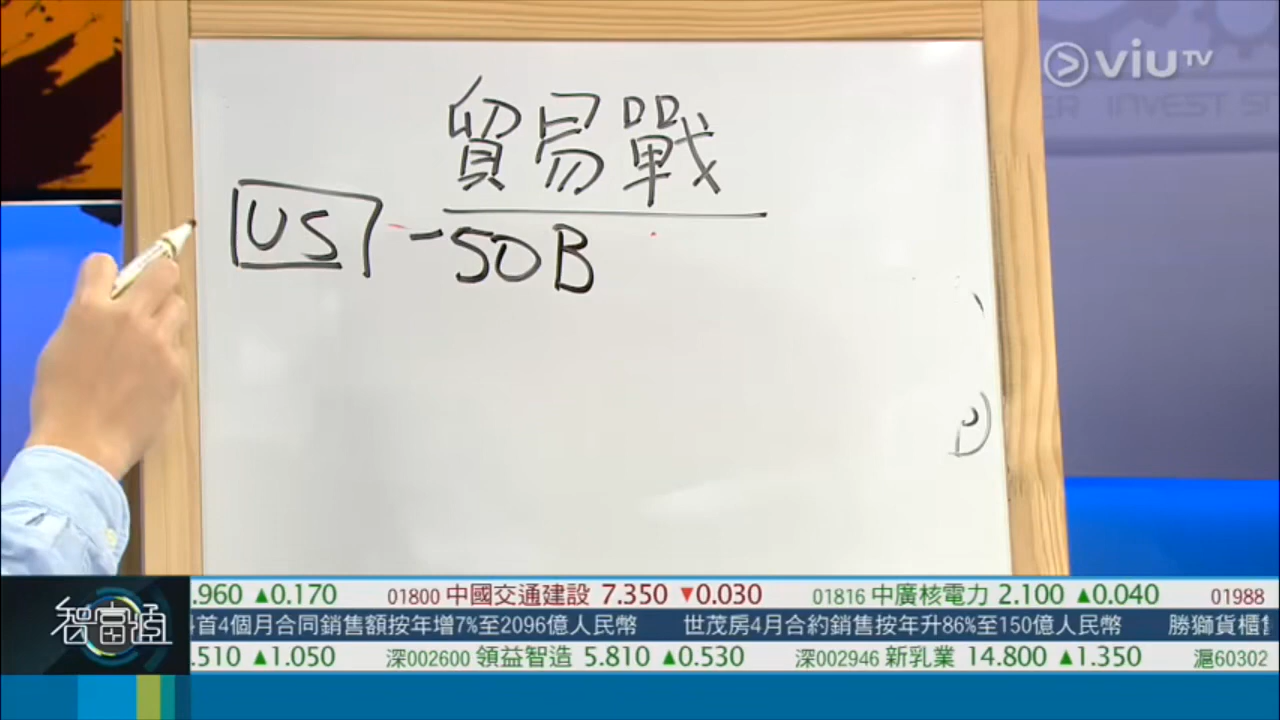 viuTV
INVEST
貿易戰
US -50B
.960 ▲0.170 01800 中國交通建設 7.350 ▼0.030 01816 中廣核電力 2.100 ▲0.040 01988
首4個月合同銷售額按年增7%至2096億人民幣 世茂房4月合約銷售按年升86%至150億人民幣 勝獅貨櫃
.510 ▲1.050 深002600 領益智造 5.810 ▲0.530 深002946 新乳業 14.800 ▲1.350 滬60302
智富通